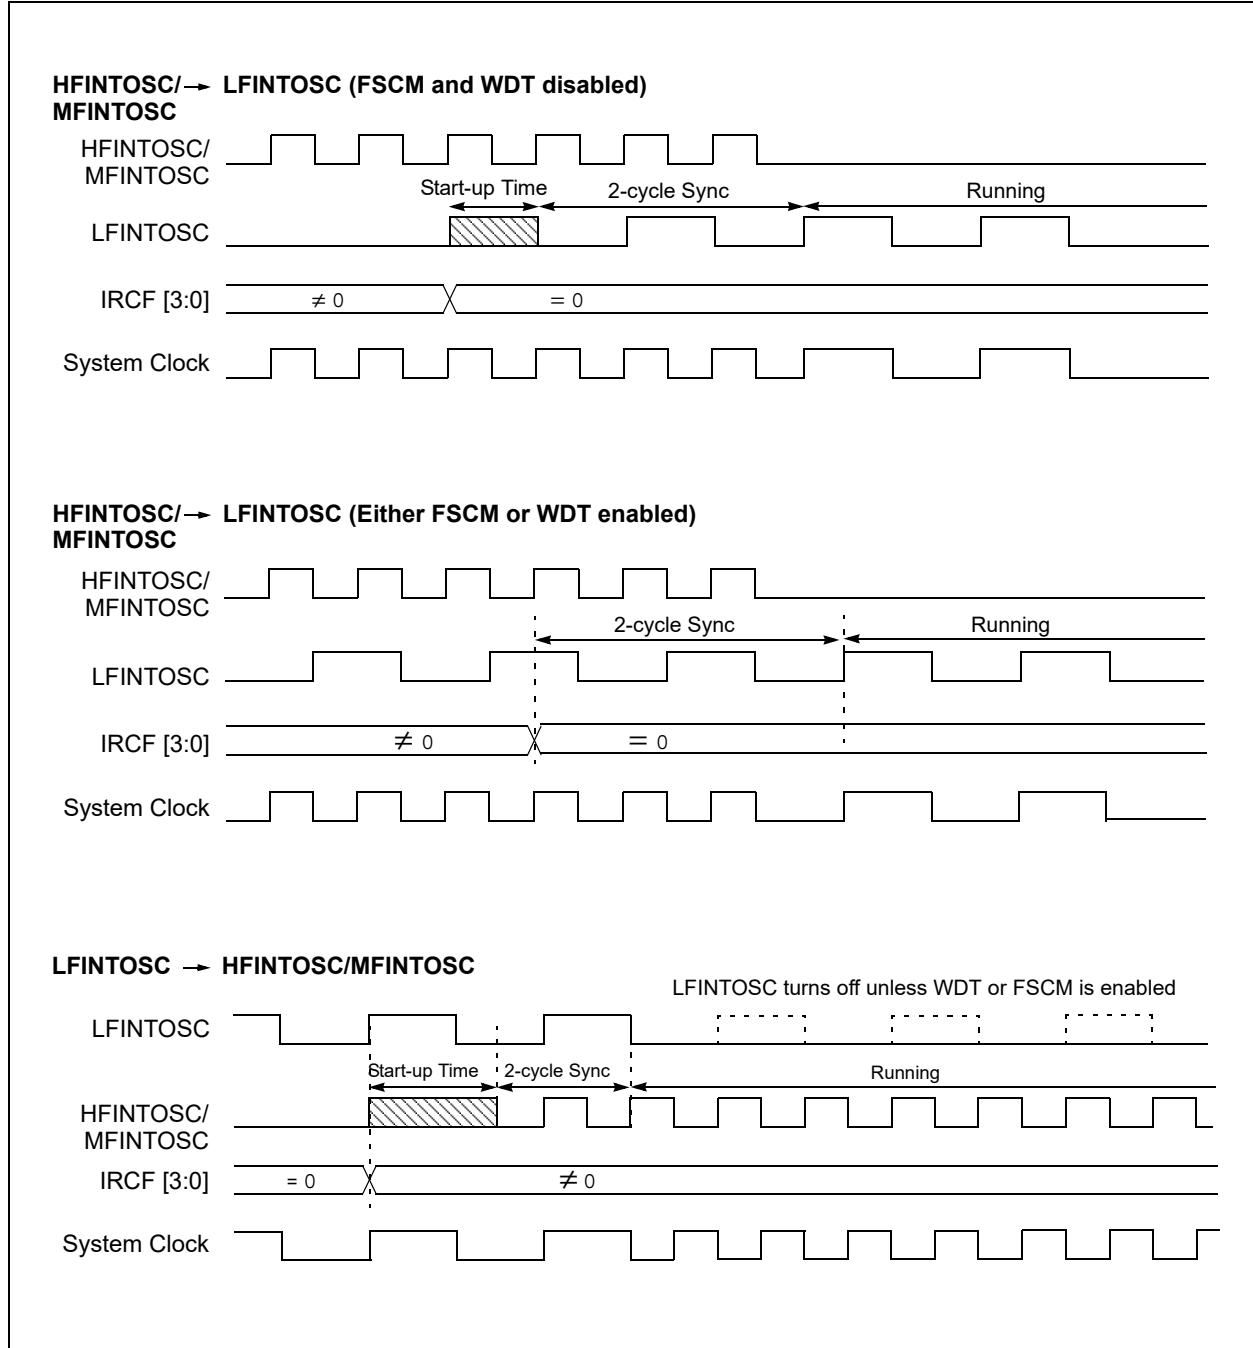 HFINTOSC/→ LFINTOSC (FSCM and WDT disabled)
MFINTOSC
HFINTOSC/
MFINTOSC
Start-up Time 2-cycle Sync Running
LFINTOSC
IRCF [3:0] ≠ 0 = 0
System Clock
HFINTOSC/→ LFINTOSC (Either FSCM or WDT enabled)
MFINTOSC
HFINTOSC/
MFINTOSC
2-cycle Sync Running
LFINTOSC
IRCF [3:0] ≠ 0 = 0
System Clock
LFINTOSC → HFINTOSC/MFINTOSC
LFINTOSC turns off unless WDT or FSCM is enabled
LFINTOSC
Start-up Time 2-cycle Sync Running
HFINTOSC/
MFINTOSC
IRCF [3:0] = 0 ≠ 0
System Clock